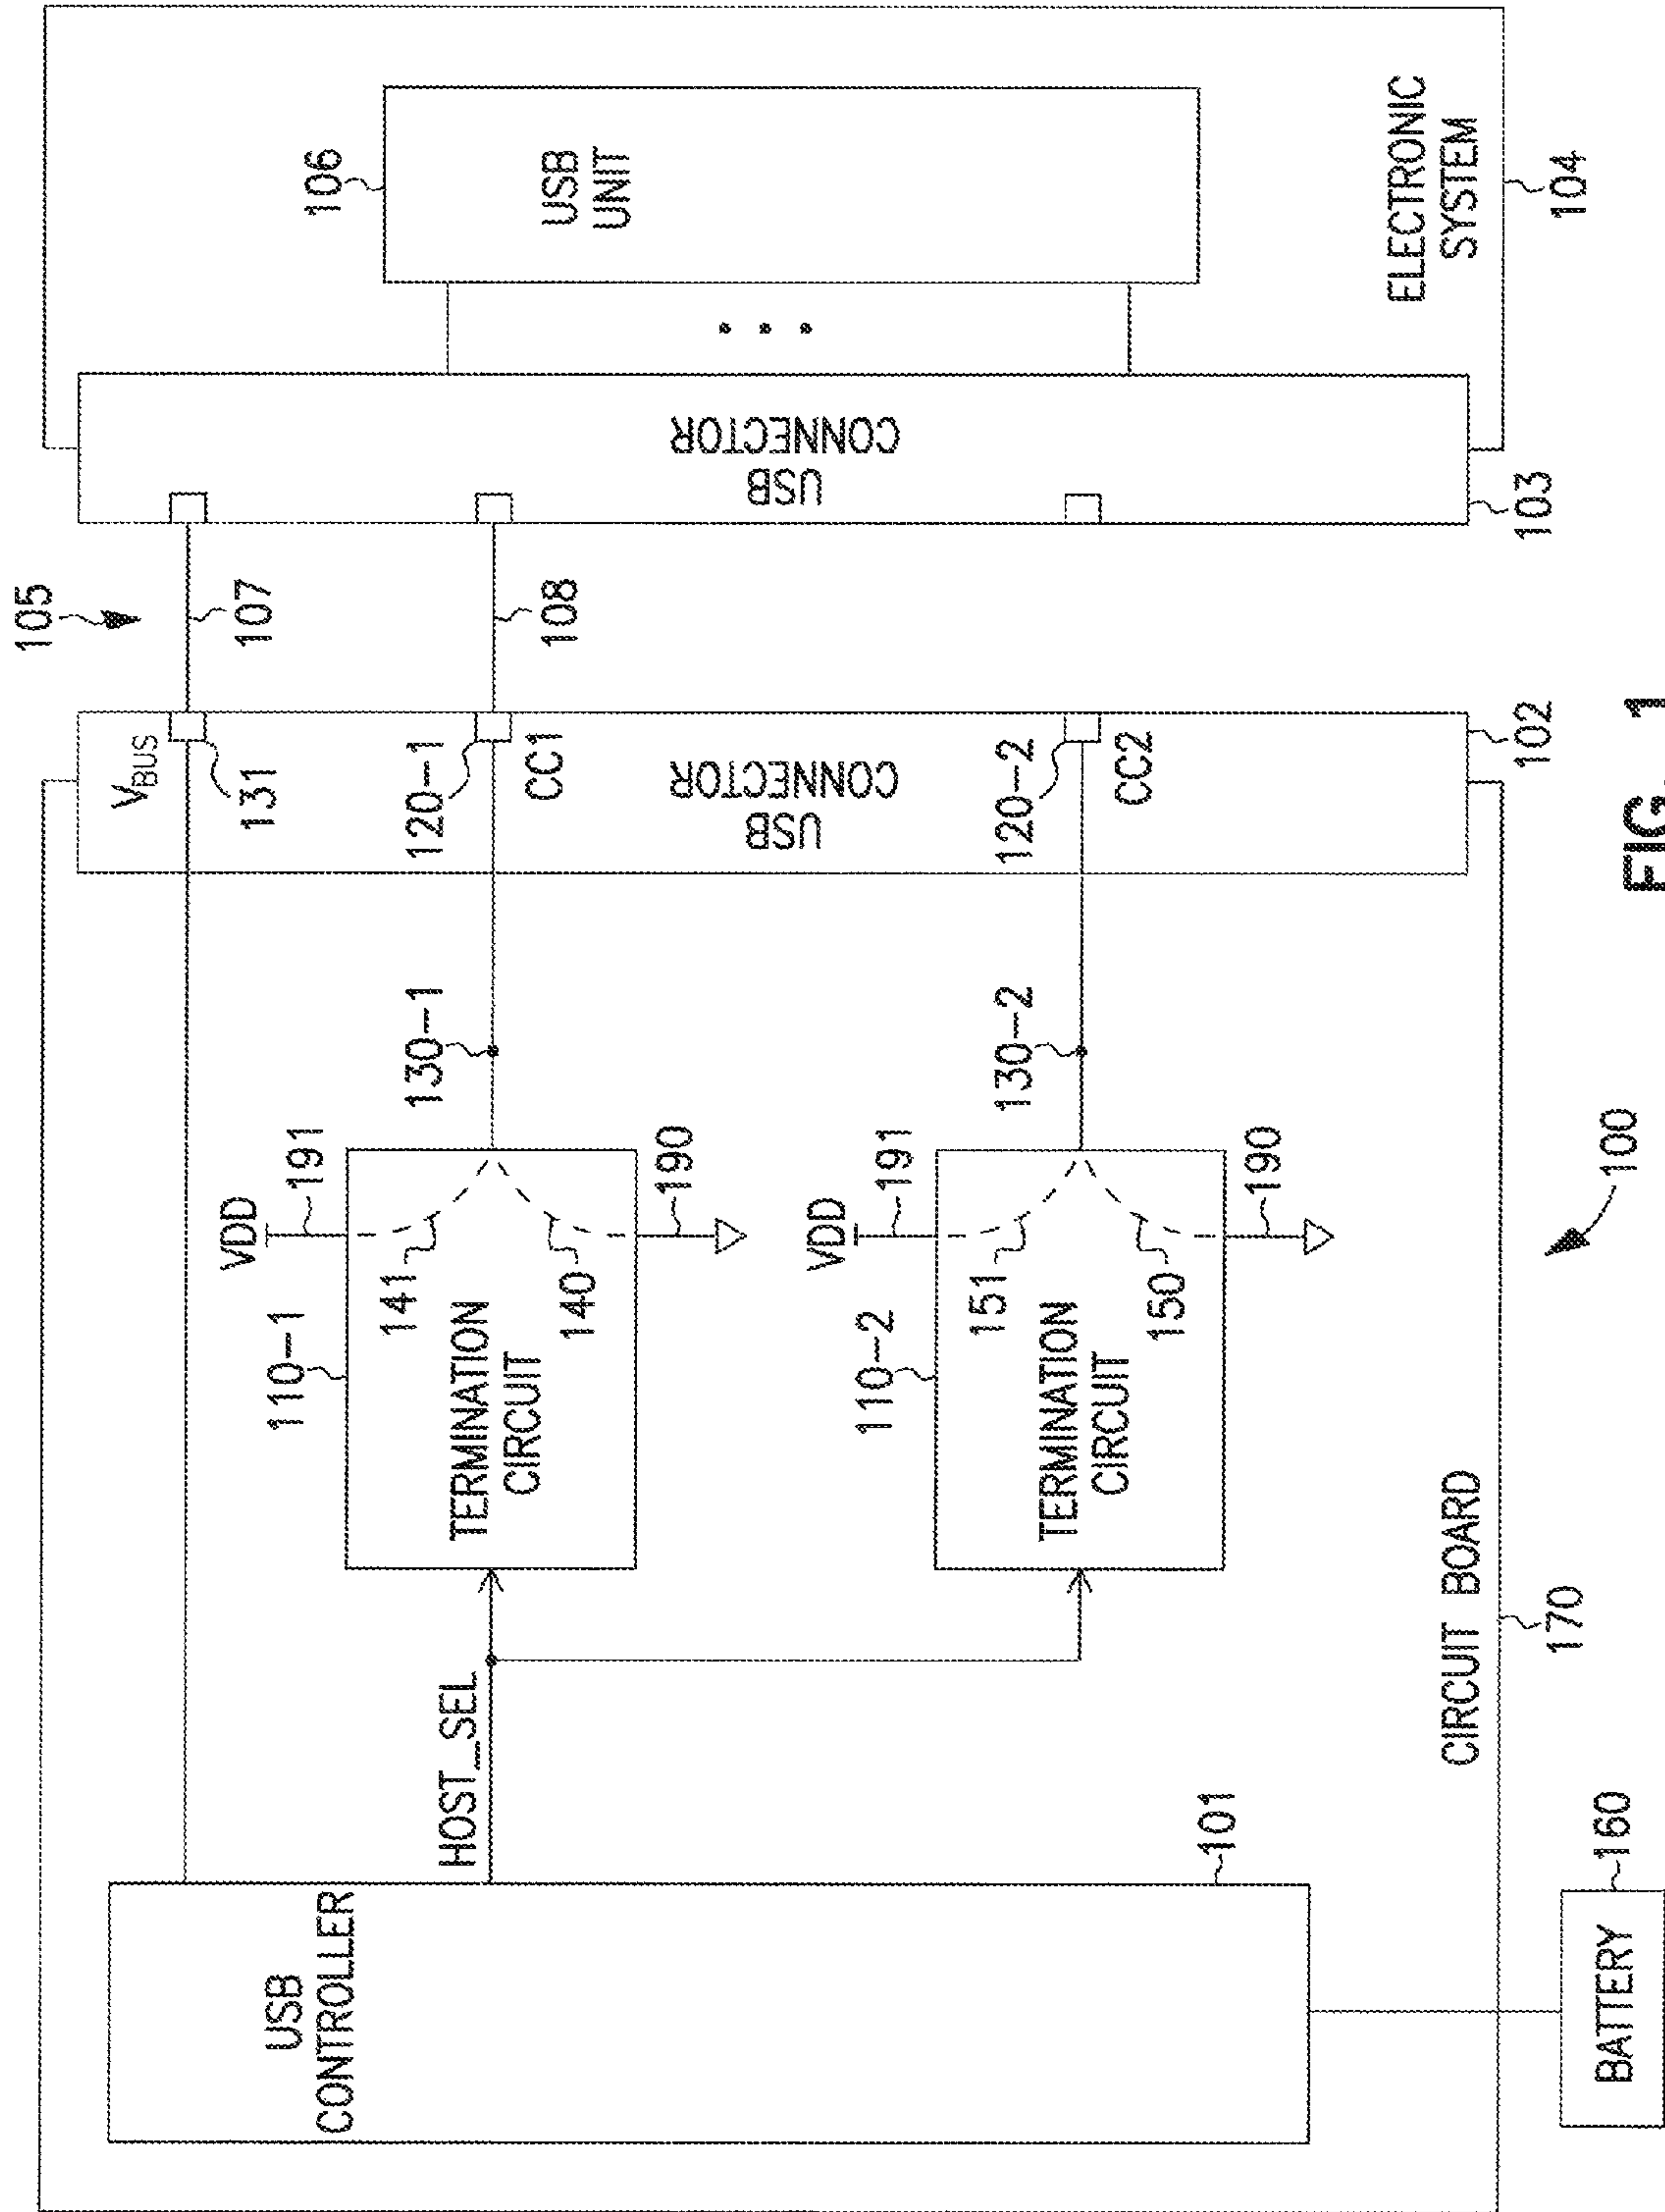 105
USB
CONTROLLER
HOST_SEL
101
BATTERY
160
110-1
VDD
191
TERMINATION
CIRCUIT
141
140
190
130-1
110-2
VDD
191
TERMINATION
CIRCUIT
151
150
190
130-2
CIRCUIT BOARD
170
100
VBUS
131
120-1
CC1
USB
CONNECTOR
120-2
CC2
102
107
108
USB
CONNECTOR
103
106
USB
UNIT
ELECTRONIC
SYSTEM
104
FIG. 1